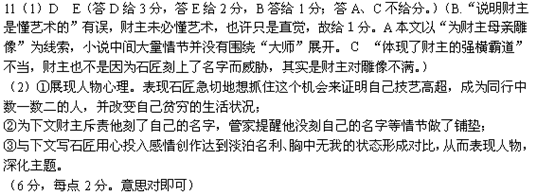 11（1）D　E（答D给3分，答E给2分，B答给1分；答A、C不给分。）（B.“说明财主
是懂艺术的”有误，财主未必懂艺术，也许只是直觉，故给1分。A本文以“为财主母亲雕
像”为线索，小说中间大量情节并没有围绕“大师”展开。　C　“体现了财主的强横霸道”
不当，财主也不是因为石匠刻上了名字而威胁，其实是财主对雕像不满。）
（2）①展现人物心理。表现石匠急切地想抓住这个机会来证明自己技艺高超，成为同行中
数一数二的人，并改变自己贫穷的生活状况；
②为下文财主斥责他刻了自己的名字，管家提醒他没刻自己的名字等情节做了铺垫；
③与下文写石匠用心投入感情创作达到淡泊名利、胸中无我的状态形成对比，从而表现人物，
深化主题。
（6分，每点2分。意思对即可）